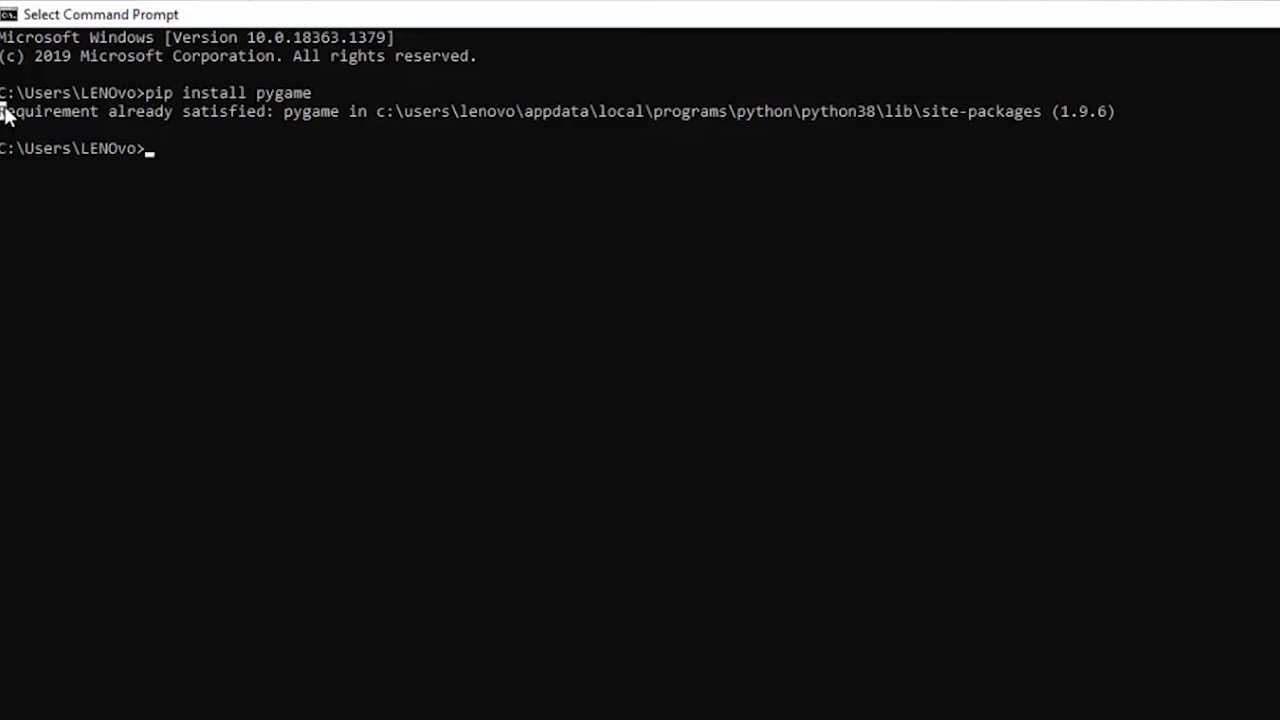 Select Command Prompt
Microsoft Windows [Version 10.0.18363.1379]
(c) 2019 Microsoft Corporation. All rights reserved.
C:\Users\LENOvo>pip install pygame
Requirement already satisfied: pygame in c:\users\lenovo\appdata\local\programs\python\python38\lib\site-packages (1.9.6)
C:\Users\LENOvo>